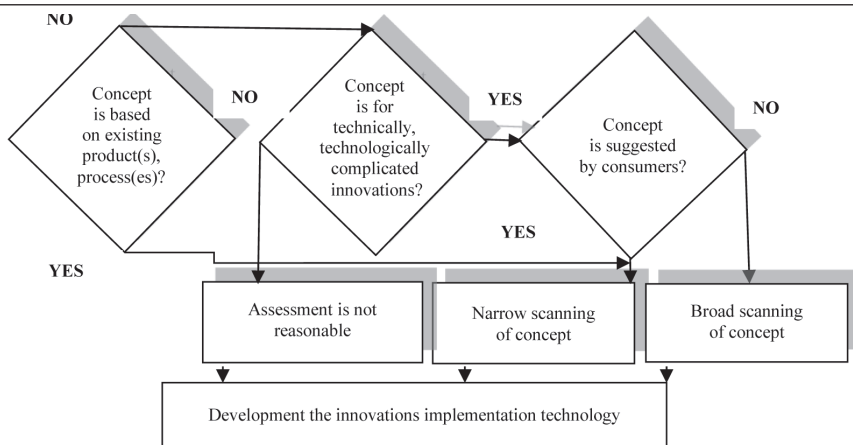 NO
Concept
is based
on existing
product(s),
process(es)?
NO
Concept
is for
technically,
technologically
complicated
innovations?
YES
Concept
is suggested
by consumers?
NO
YES
YES
Assessment is not
reasonable
Narrow scanning
of concept
Broad scanning
of concept
Development the innovations implementation technology